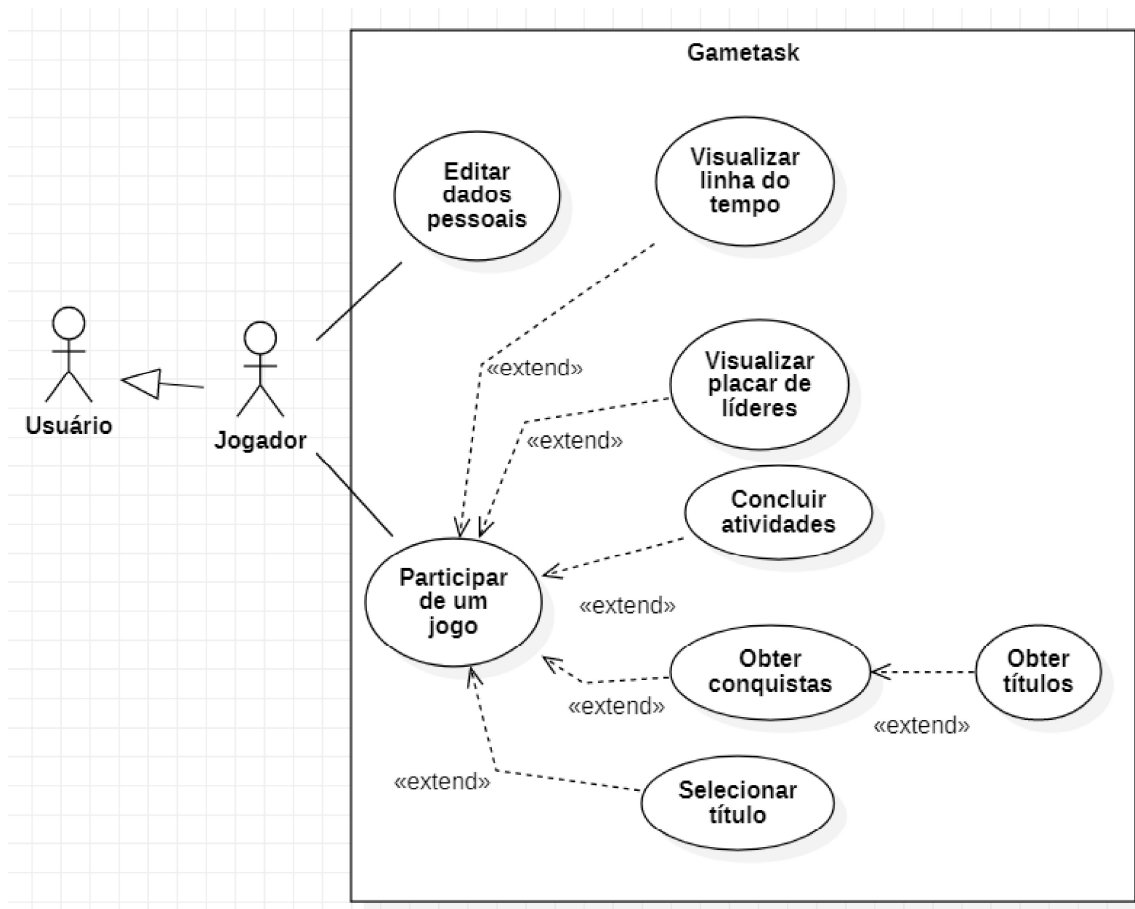 Gametask
Editar
dados
pessoais
Visualizar
linha do
tempo
Usuário
Jogador
«extend»
Visualizar
placar de
líderes
«extend»
Concluir
atividades
Participar
de um
jogo
«extend»
Obter
conquistas
Obter
títulos
«extend»
«extend»
Selecionar
título
«extend»